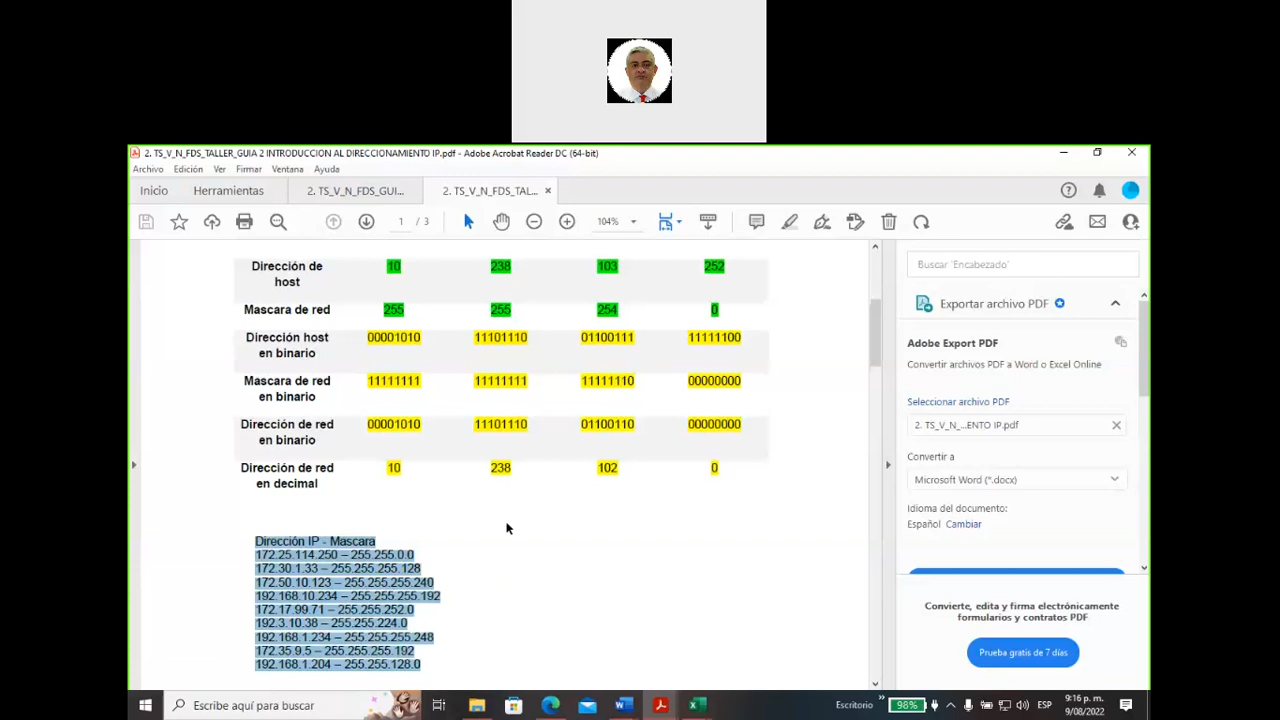 2. TS_V_N_FDS_TALLER_GUIA 2 INTRODUCCION AL DIRECCIONAMIENTO IP.pdf - Adobe Acrobat Reader DC (64-bit)
Archivo Edición Ver Firmar Ventana Ayuda
Inicio Herramientas 2. TS_V_N_FDS_GUI... 2. TS_V_N_FDS_TAL... ×
1 / 3 104%
Dirección de host 10 238 103 252
Mascara de red 255 255 254 0
Dirección host en binario 00001010 11101110 01100111 11111100
Mascara de red en binario 11111111 11111111 11111110 00000000
Dirección de red en binario 00001010 11101110 01100110 00000000
Dirección de red en decimal 10 238 102 0
Dirección IP - Mascara
172.25.114.250 – 255.255.0.0
172.30.1.33 – 255.255.255.128
172.50.10.123 – 255.255.255.240
192.168.10.234 – 255.255.255.192
172.17.99.71 – 255.255.252.0
192.3.10.38 – 255.255.224.0
192.168.1.234 – 255.255.255.248
172.35.9.5 – 255.255.255.192
192.168.1.204 – 255.255.128.0
Buscar 'Encabezado'
Exportar archivo PDF
Adobe Export PDF
Convertir archivos PDF a Word o Excel Online
Seleccionar archivo PDF
2. TS_V_N_...ENTO IP.pdf
Convertir a
Microsoft Word (*.docx)
Idioma del documento:
Español Cambiar
Convierte, edita y firma electrónicamente
formularios y contratos PDF
Prueba gratis de 7 días
Escribe aquí para buscar
Escritorio
98%
ESP
9:16 p. m.
9/08/2022